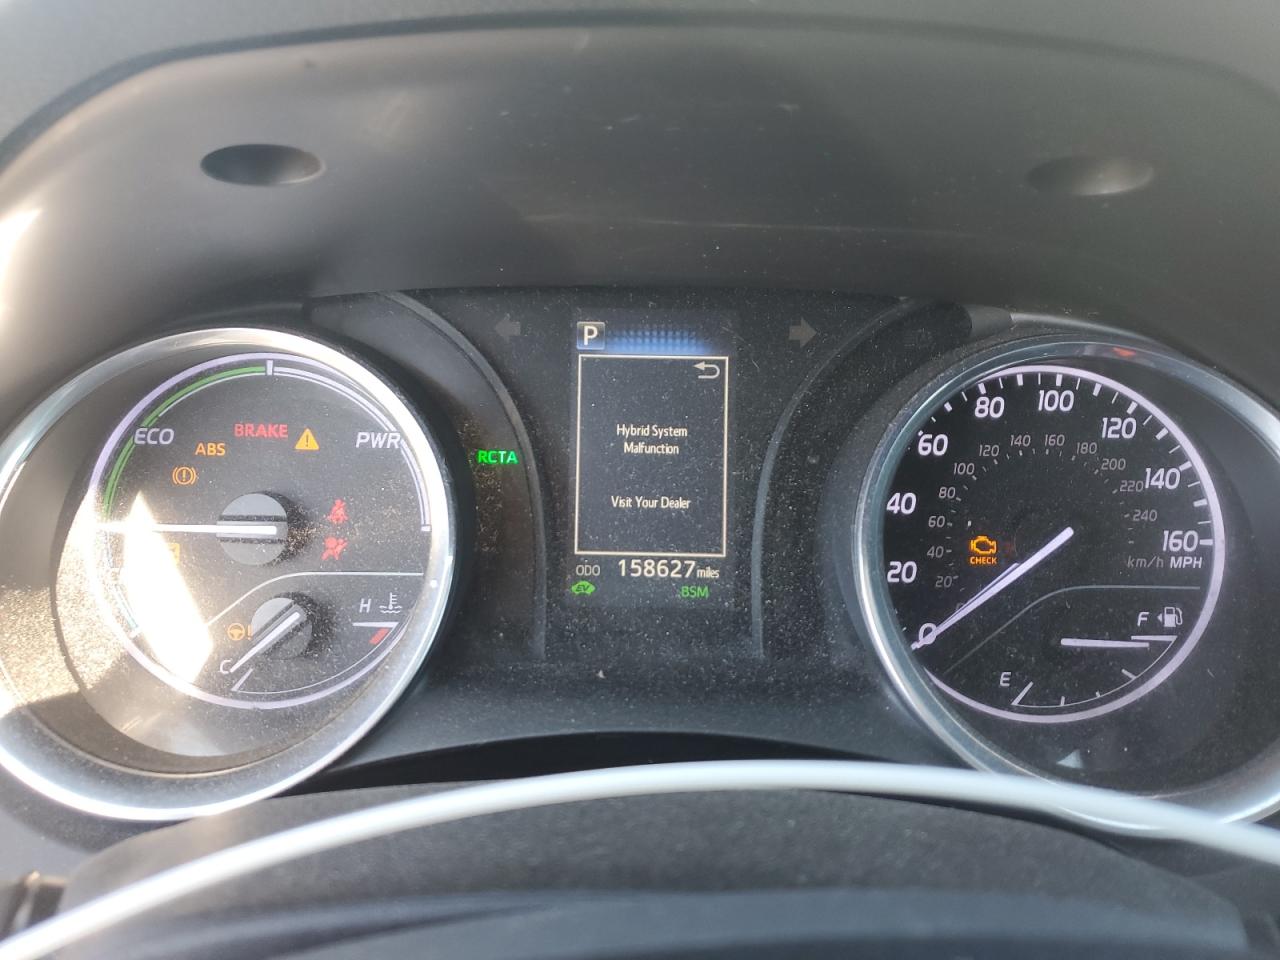 P
Hybrid System
Malfunction
Visit Your Dealer
ODO 158627 miles
EV BSM
RCTA
ECO PWR
ABS BRAKE
H
C
0 20 40 60 80 100 120 140 160
20 40 60 80 100 120 140 160 180 200 220 240
km/h MPH
CHECK
F
E